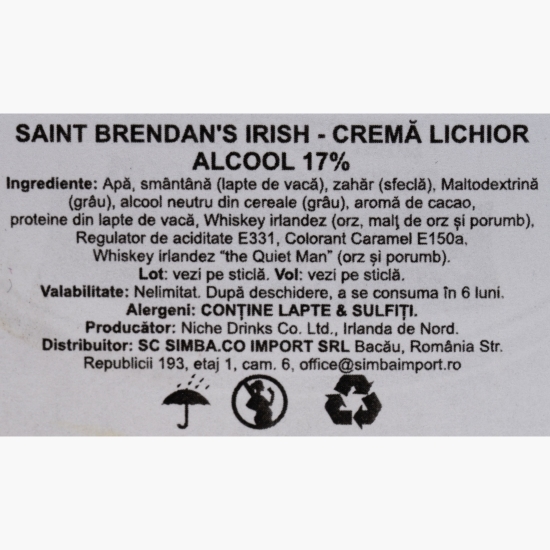 SAINT BRENDAN'S IRISH - CREMĂ LICHIOR
ALCOOL 17%
Ingrediente: Apă, smântână (lapte de vacă), zahăr (sfeclă), Maltodextrină
(grâu), alcool neutru din cereale (grâu), aromă de cacao,
proteine din lapte de vacă, Whiskey irlandez (orz, malț de orz și porumb),
Regulator de aciditate E331, Colorant Caramel E150a,
Whiskey irlandez "the Quiet Man" (orz și porumb).
Lot: vezi pe sticlă. Vol: vezi pe sticlă.
Valabilitate: Nelimitat. După deschidere, a se consuma în 6 luni.
Alergeni: CONȚINE LAPTE & SULFIȚI.
Producător: Niche Drinks Co. Ltd., Irlanda de Nord.
Distribuitor: SC SIMBA.CO IMPORT SRL Bacău, România Str.
Republicii 193, etaj 1, cam. 6, office@simbaimport.ro